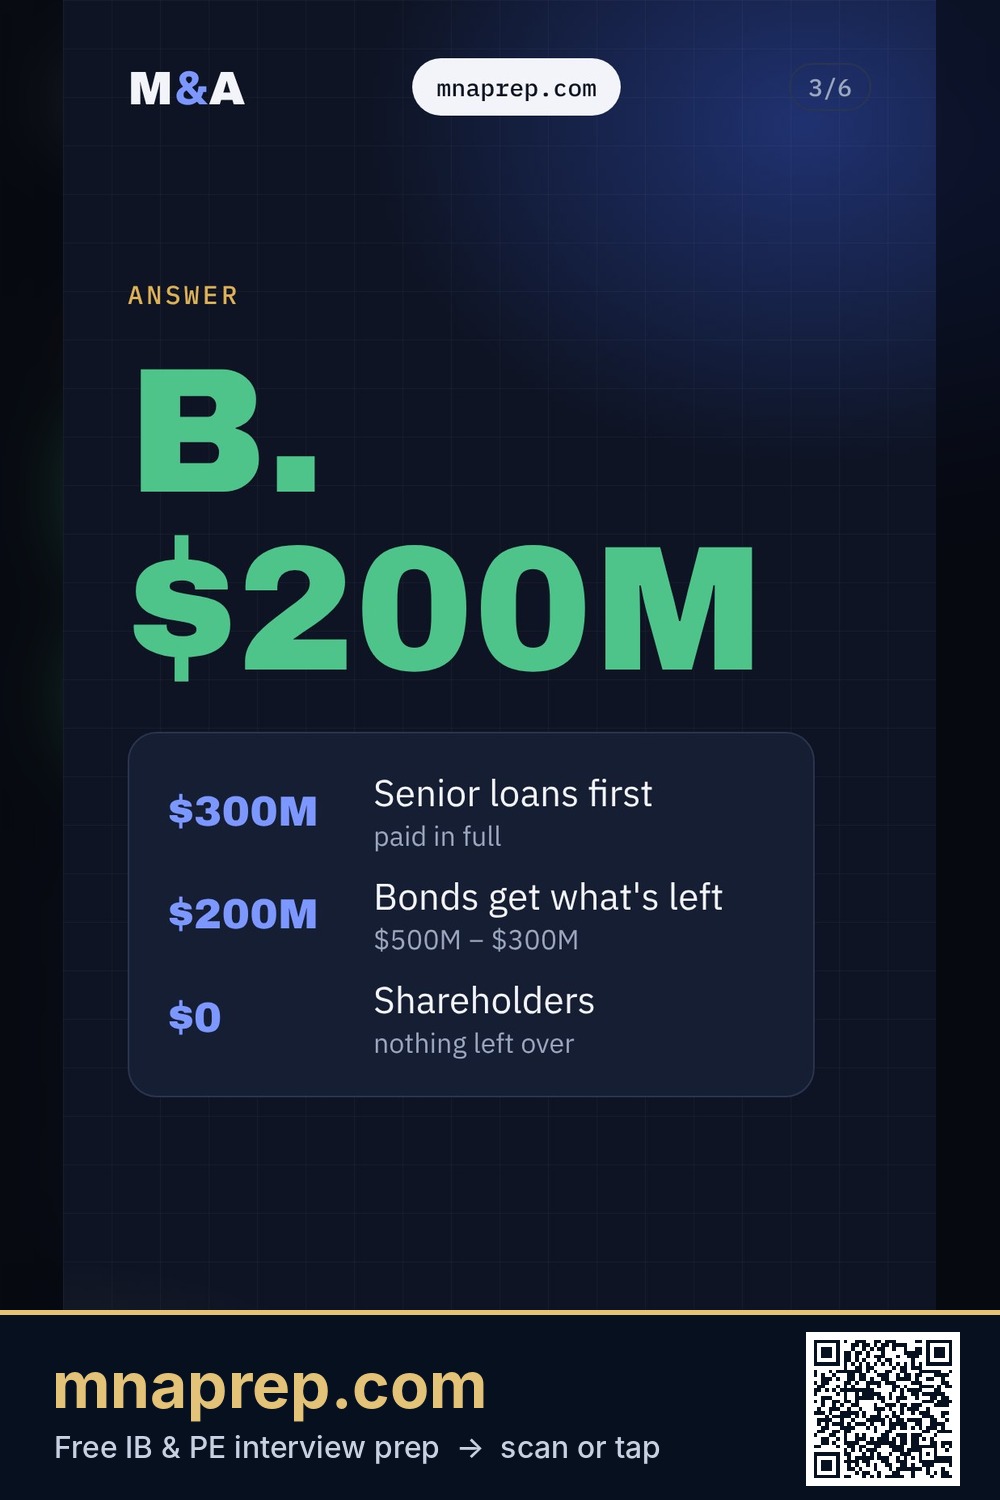 M&A
mnaprep.com
3/6
ANSWER
B.
$200M
$300M
Senior loans first
paid in full
$200M
Bonds get what's left
$500M – $300M
$0
Shareholders
nothing left over
mnaprep.com
Free IB & PE interview prep → scan or tap